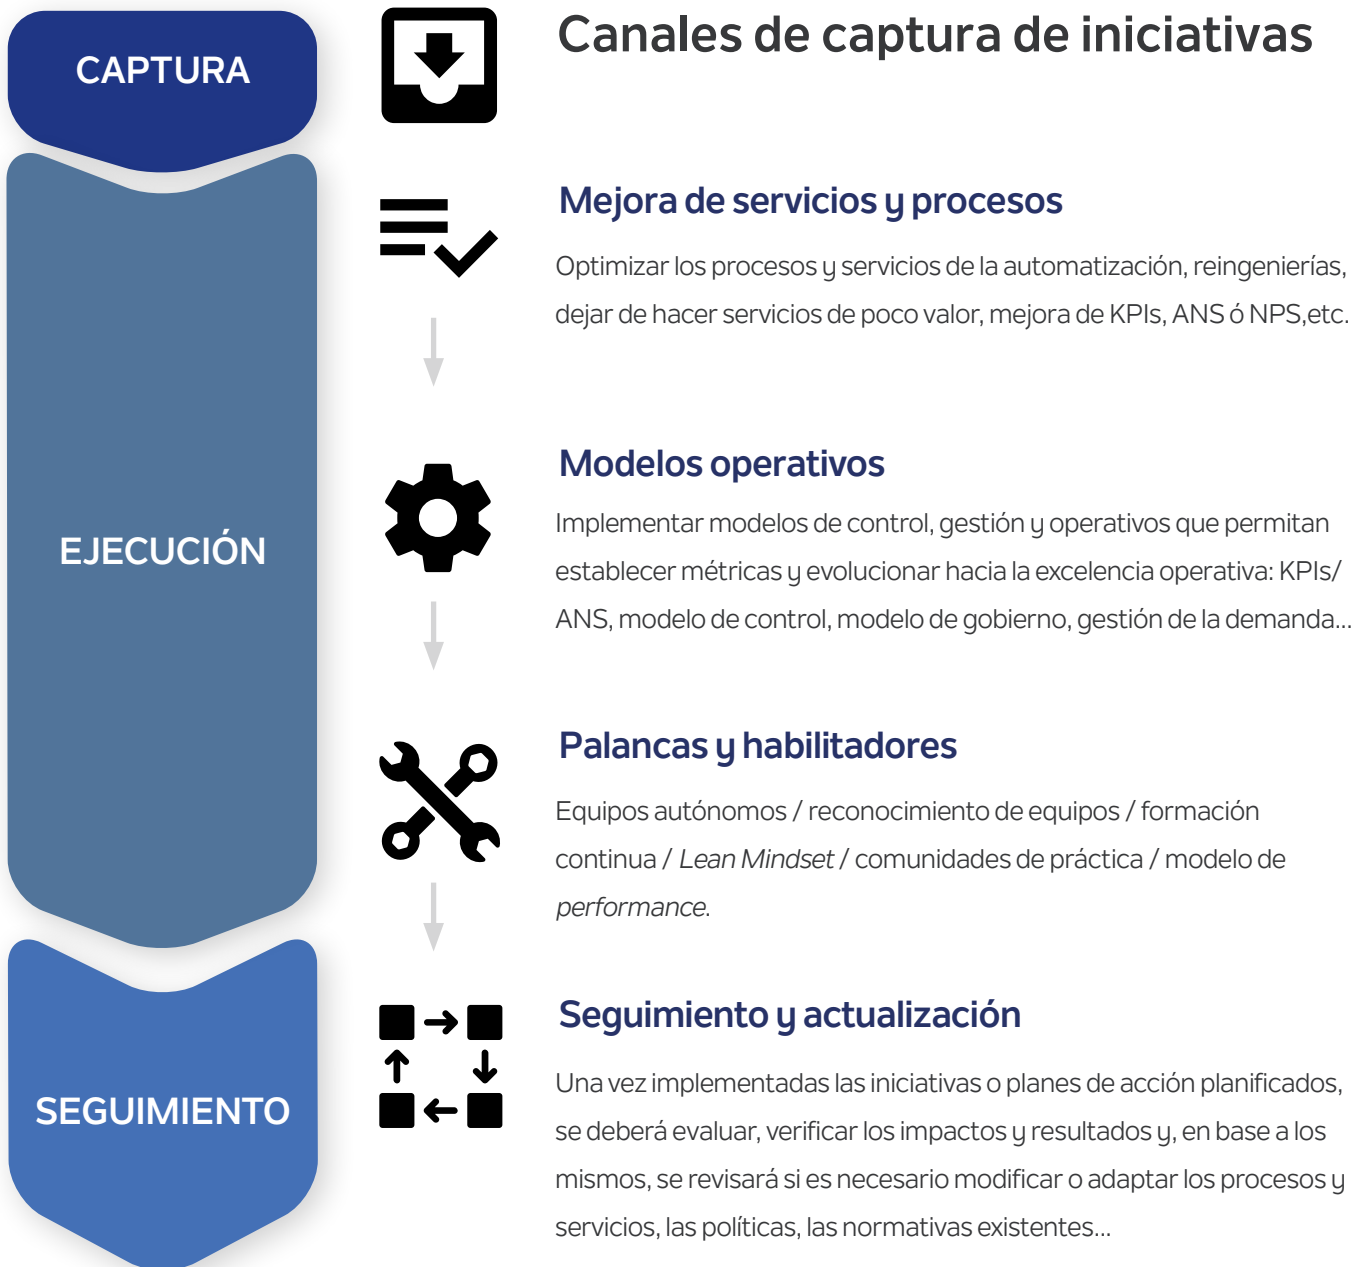 CAPTURA
Canales de captura de iniciativas
Mejora de servicios y procesos
Optimizar los procesos y servicios de la automatización, reingenierías,
dejar de hacer servicios de poco valor, mejora de KPIs, ANS ó NPS,etc.
EJECUCIÓN
Modelos operativos
Implementar modelos de control, gestión y operativos que permitan
establecer métricas y evolucionar hacia la excelencia operativa: KPIs/
ANS, modelo de control, modelo de gobierno, gestión de la demanda...
Palancas y habilitadores
Equipos autónomos / reconocimiento de equipos / formación
continua / Lean Mindset / comunidades de práctica / modelo de
performance.
SEGUIMIENTO
Seguimiento y actualización
Una vez implementadas las iniciativas o planes de acción planificados,
se deberá evaluar, verificar los impactos y resultados y, en base a los
mismos, se revisará si es necesario modificar o adaptar los procesos y
servicios, las políticas, las normativas existentes...